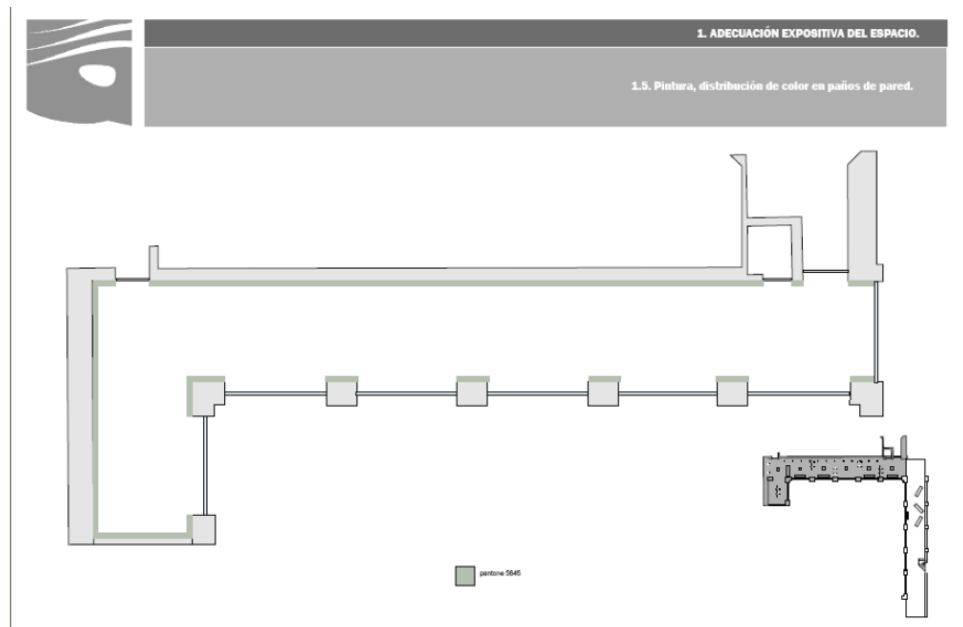 1. ADECUACIÓN EXPOSITIVA DEL ESPACIO.
1.5. Pintura, distribución de color en paños de pared.
pantone 5645